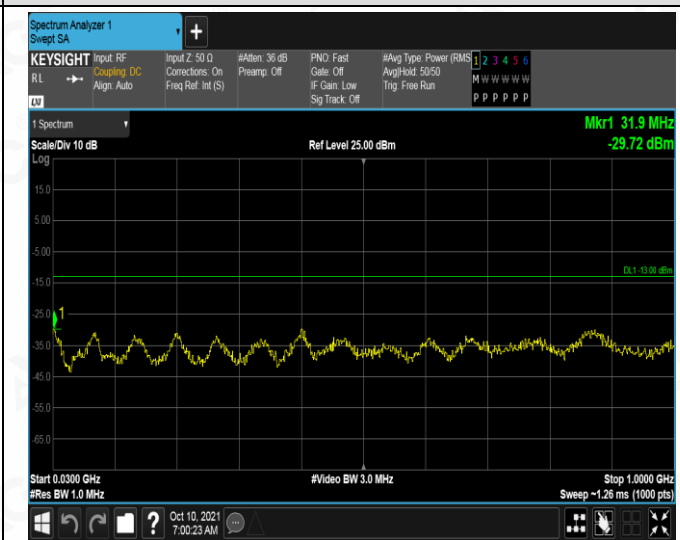 Spectrum Analyzer 1
Swept SA
+
KEYSIGHT
RL
Input: RF
Coupling: DC
Align: Auto
Input Z: 50 Ω
Corrections: On
Freq Ref: Int (S)
#Atten: 36 dB
Preamp: Off
PNO: Fast
Gate: Off
IF Gain: Low
Sig Track: Off
#Avg Type: Power (RMS
Avg|Hold: 50/50
Trig: Free Run
1 2 3 4 5 6
M W W W W W
P P P P P P
LXI
1 Spectrum
Mkr1 31.9 MHz
Scale/Div 10 dB
Ref Level 25.00 dBm
-29.72 dBm
Log
15.0
5.00
-5.00
DL1 -13.00 dBm
-15.0
-25.0
1
-35.0
-45.0
-55.0
-65.0
Start 0.0300 GHz
#Video BW 3.0 MHz
Stop 1.0000 GHz
#Res BW 1.0 MHz
Sweep ~1.26 ms (1000 pts)
?
Oct 10, 2021
7:00:23 AM